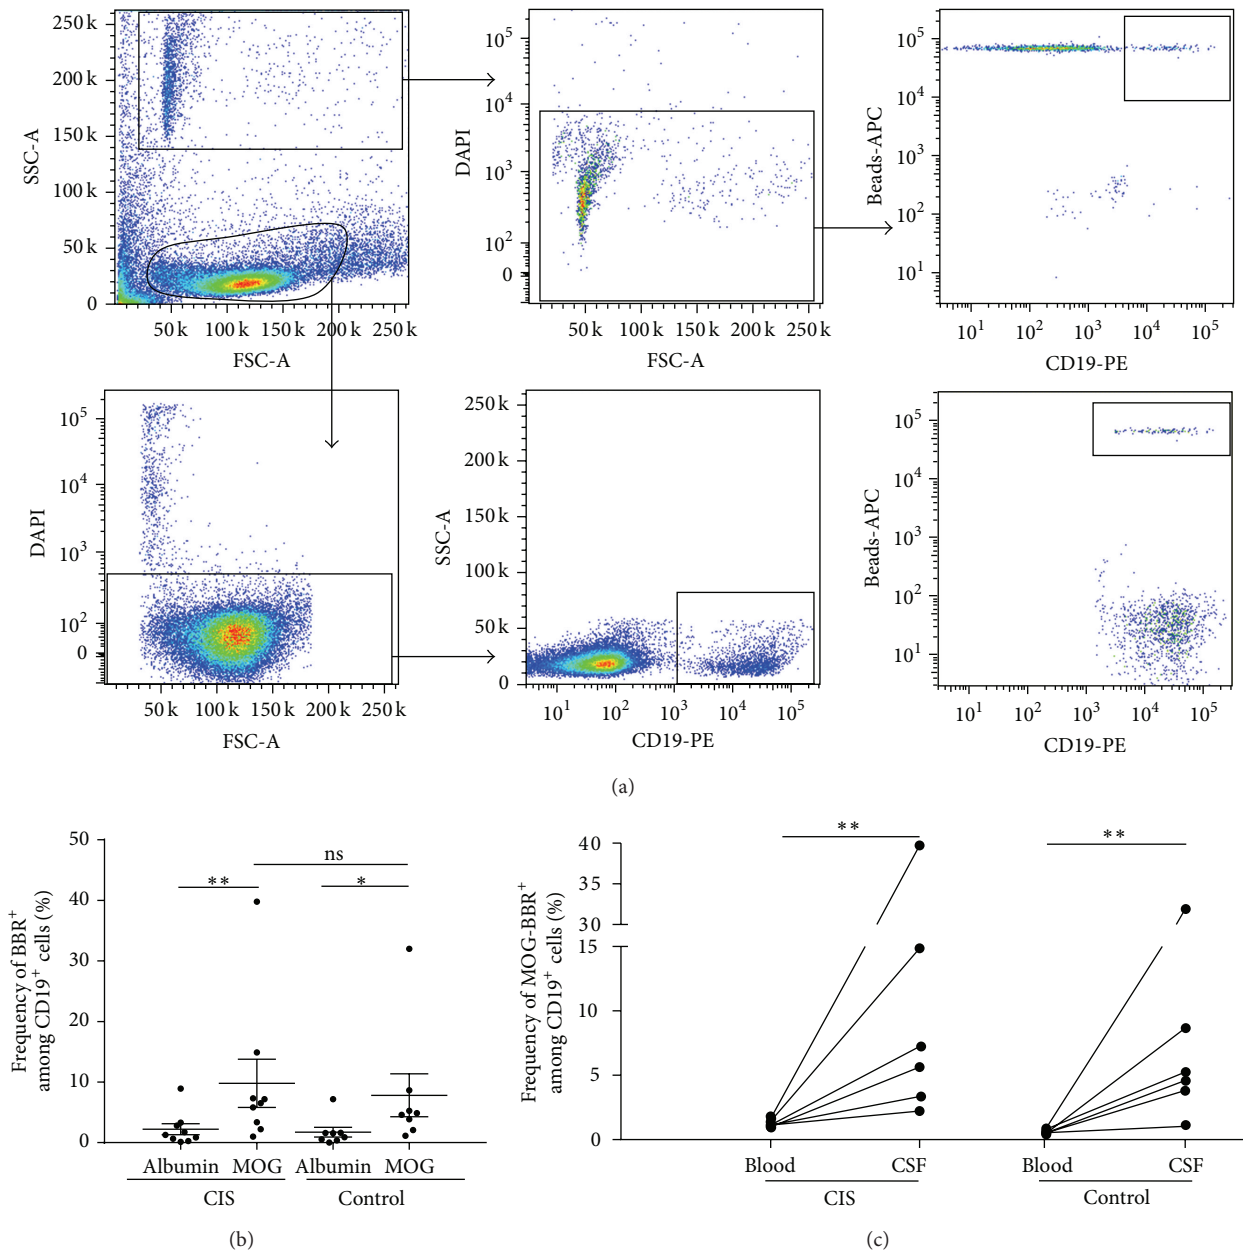 250 k
200 k
150 k
100 k
50 k
0
SSC-A
50 k 100 k 150 k 200 k 250 k
FSC-A
10^5
10^4
10^3
10^2
0
DAPI
50 k 100 k 150 k 200 k 250 k
FSC-A
10^5
10^4
10^3
10^2
10^1
Beads-APC
10^1 10^2 10^3 10^4 10^5
CD19-PE
10^5
10^4
10^3
10^2
0
DAPI
50 k 100 k 150 k 200 k 250 k
FSC-A
250 k
200 k
150 k
100 k
50 k
0
SSC-A
10^1 10^2 10^3 10^4 10^5
CD19-PE
10^5
10^4
10^3
10^2
10^1
Beads-APC
10^1 10^2 10^3 10^4 10^5
CD19-PE
(a)
50
40
30
20
10
0
Frequency of BBR^+
among CD19^+ cells (%)
ns
** *
Albumin MOG Albumin MOG
CIS Control
(b)
40
35
30
15
10
5
0
Frequency of MOG-BBR^+
among CD19^+ cells (%)
** **
Blood CSF Blood CSF
CIS Control
(c)